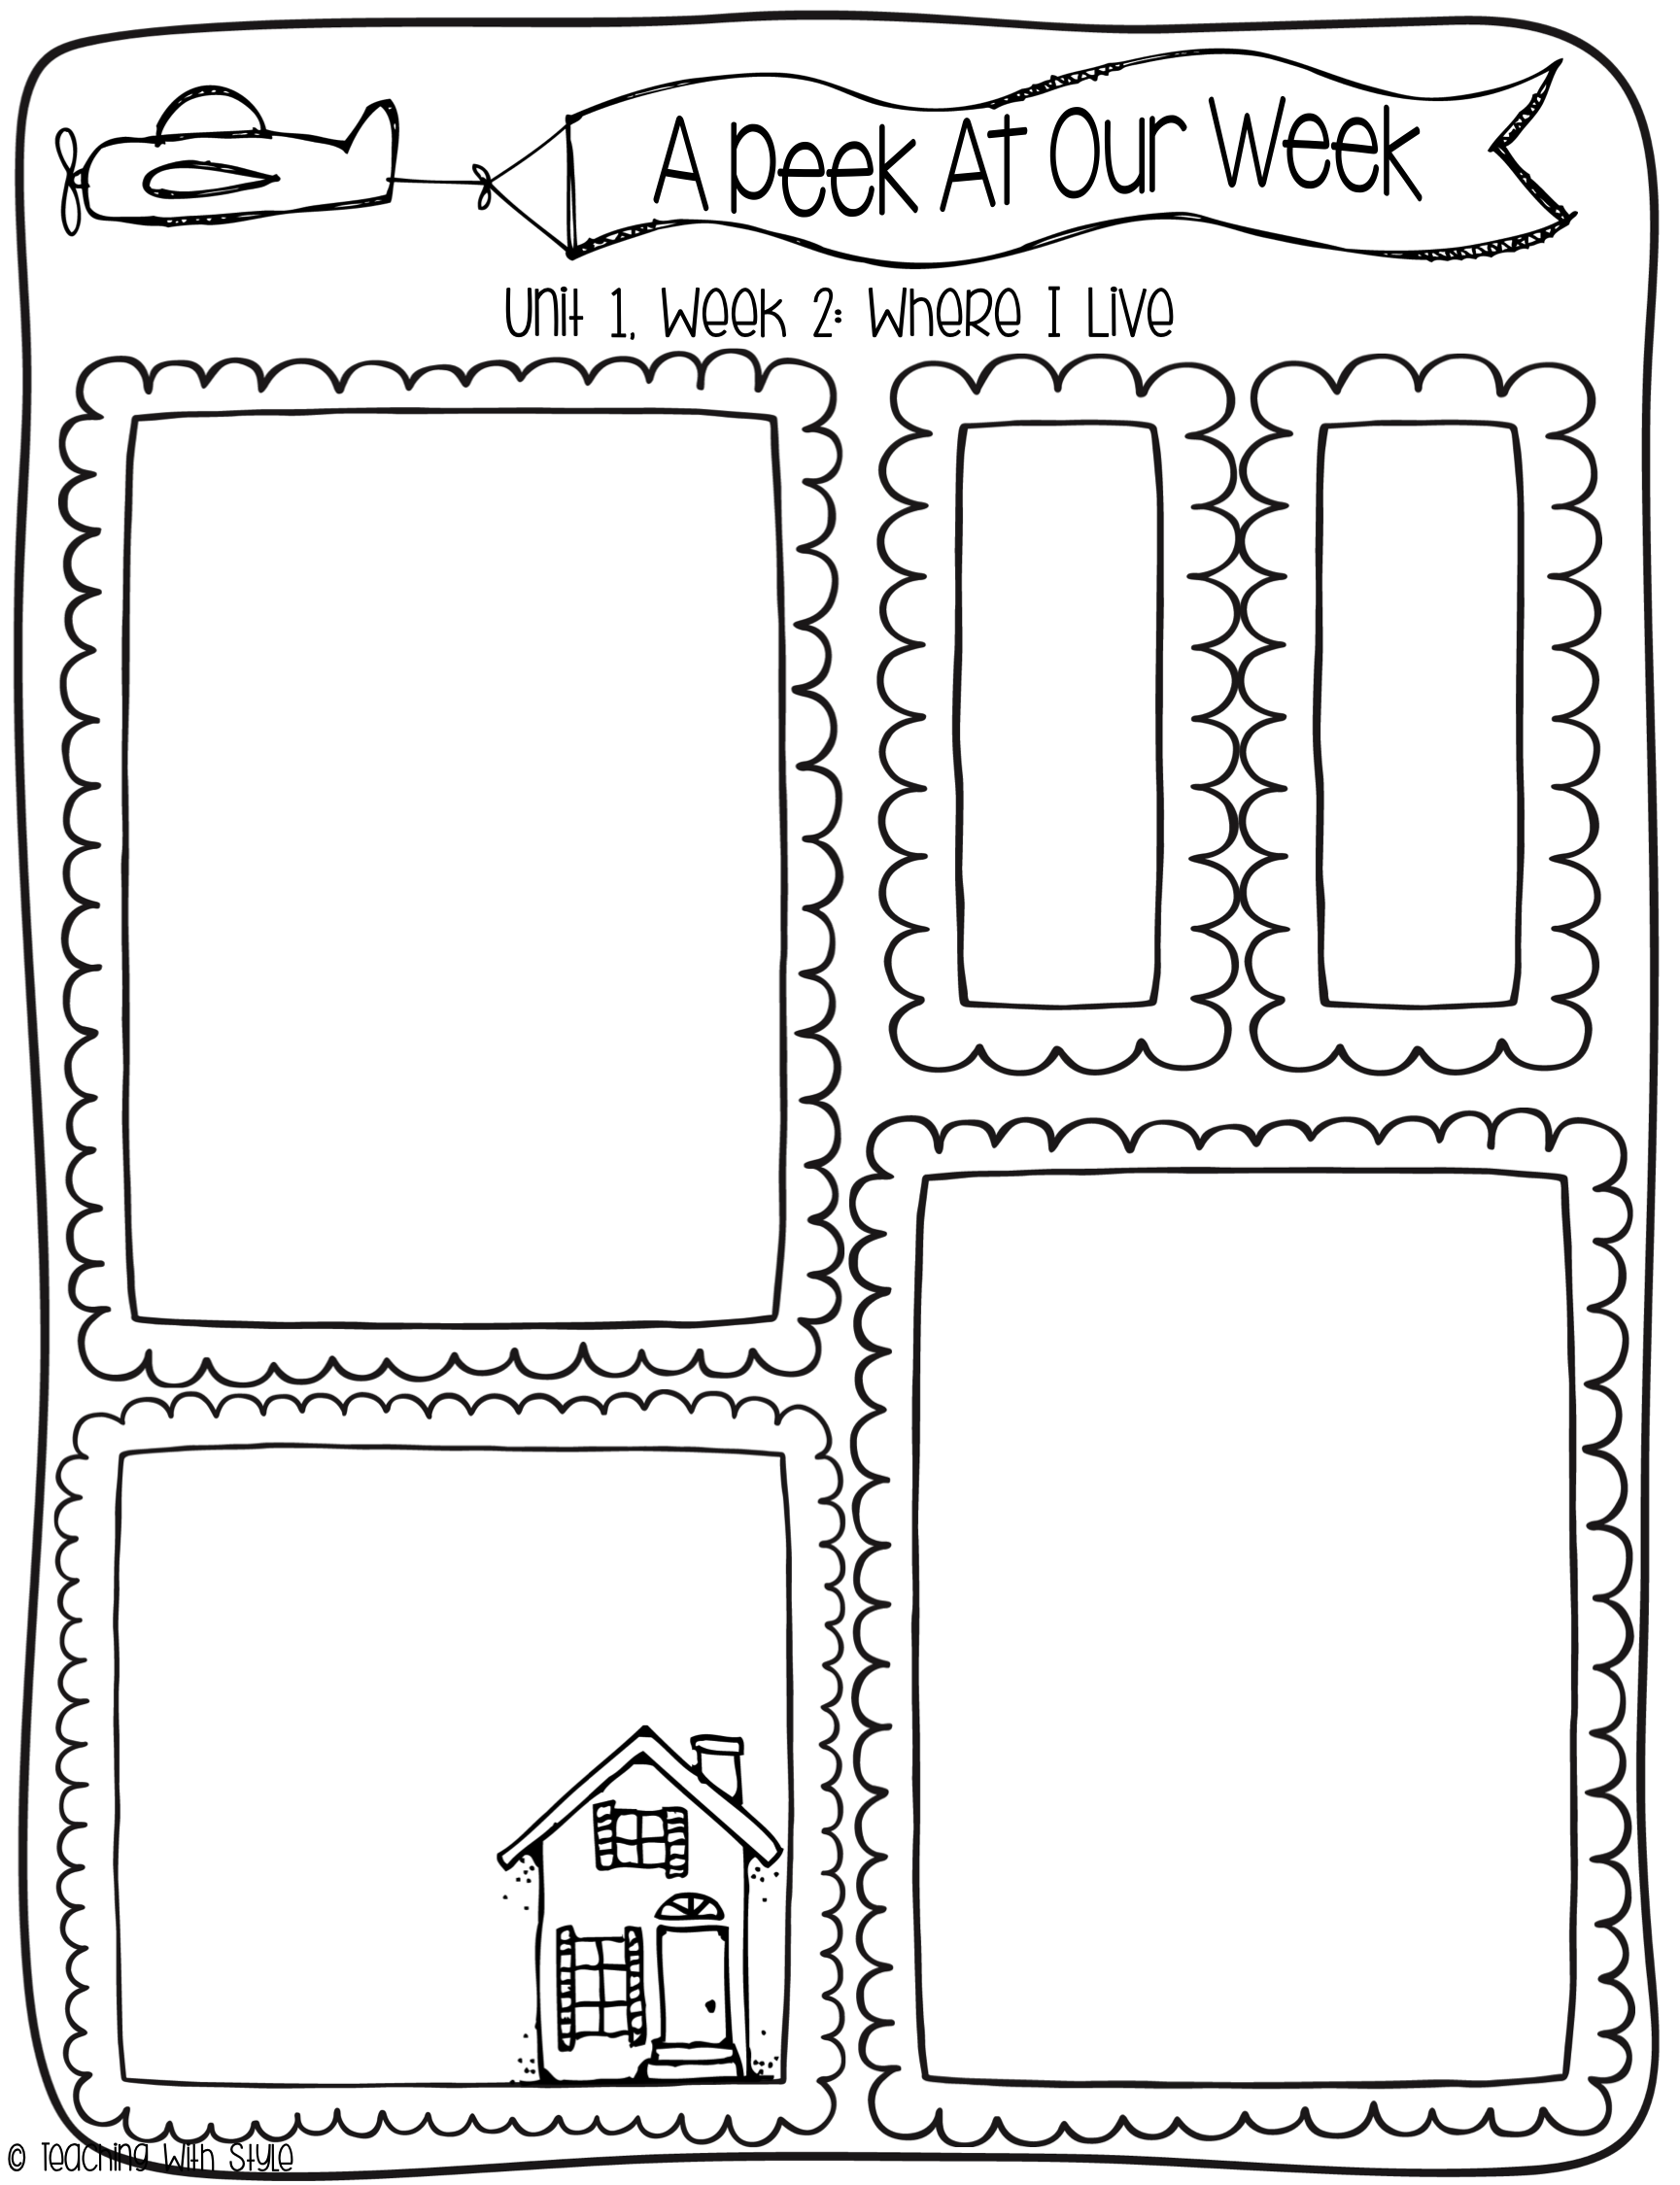 A Peek At Our Week
Unit 1, Week 2: Where I Live
© Teaching With Style